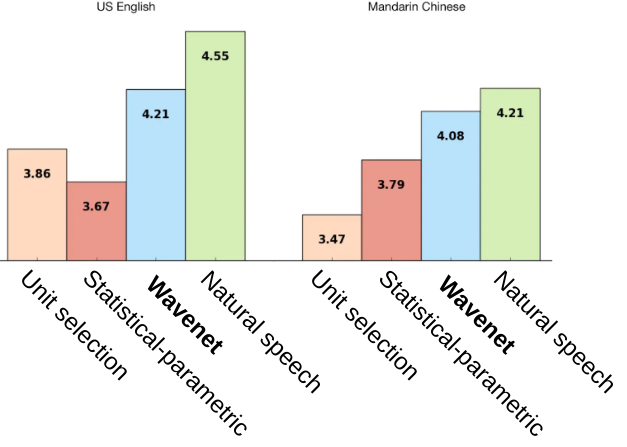 US English
Mandarin Chinese
3.86
3.67
4.21
4.55
3.47
3.79
4.08
4.21
Unit selection
Statistical-parametric
Wavenet
Natural speech
Unit selection
Statistical-parametric
Wavenet
Natural speech